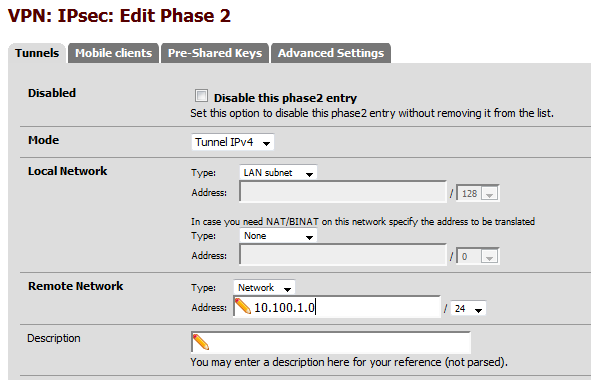 VPN: IPsec: Edit Phase 2
Tunnels Mobile clients Pre-Shared Keys Advanced Settings
Disabled Disable this phase2 entry
Set this option to disable this phase2 entry without removing it from the list.
Mode Tunnel IPv4
Local Network Type: LAN subnet
Address: / 128
In case you need NAT/BINAT on this network specify the address to be translated
Type: None
Address: / 0
Remote Network Type: Network
Address: 10.100.1.0 / 24
Description
You may enter a description here for your reference (not parsed).